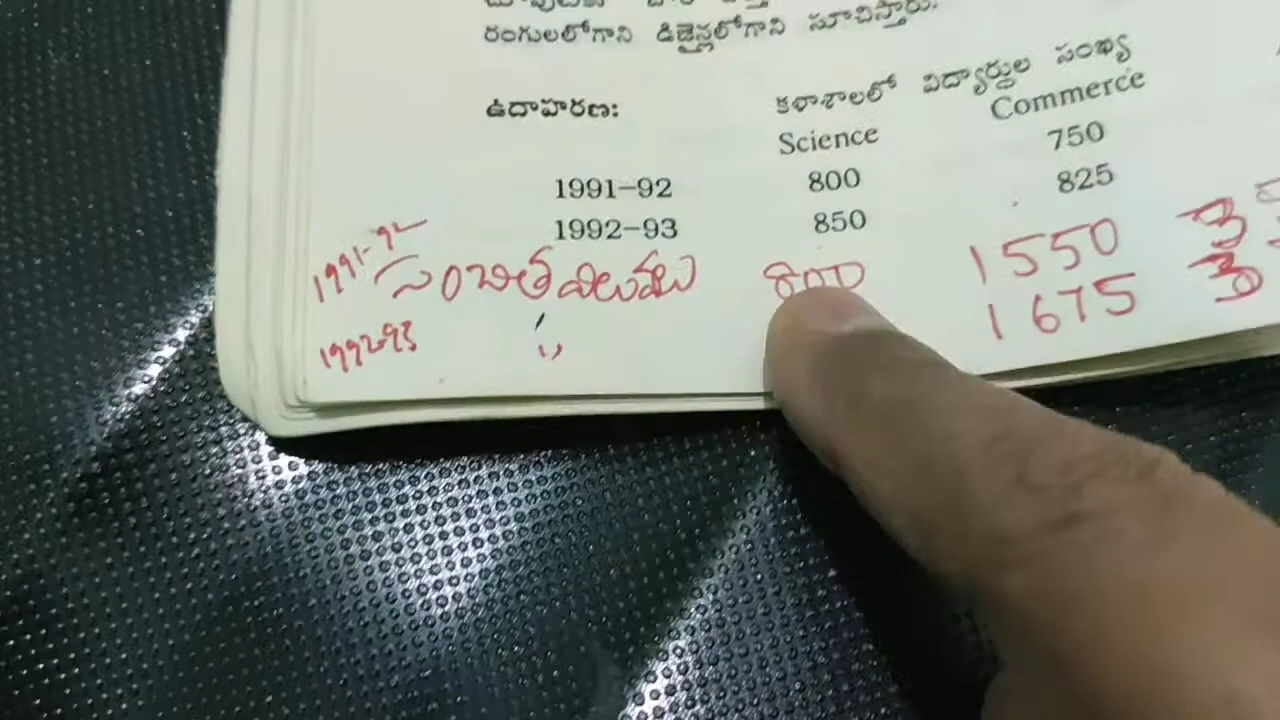 రంగులలోగాని డిజైన్లలోగాని సూచిస్తారు.
ఉదాహరణ: కళాశాలలో విద్యార్థుల సంఖ్య
Science Commerce
1991-92 800 750
1992-93 850 825
1991-92 సంచిత విలువలు 800 1550
1992-93 ,, 1675